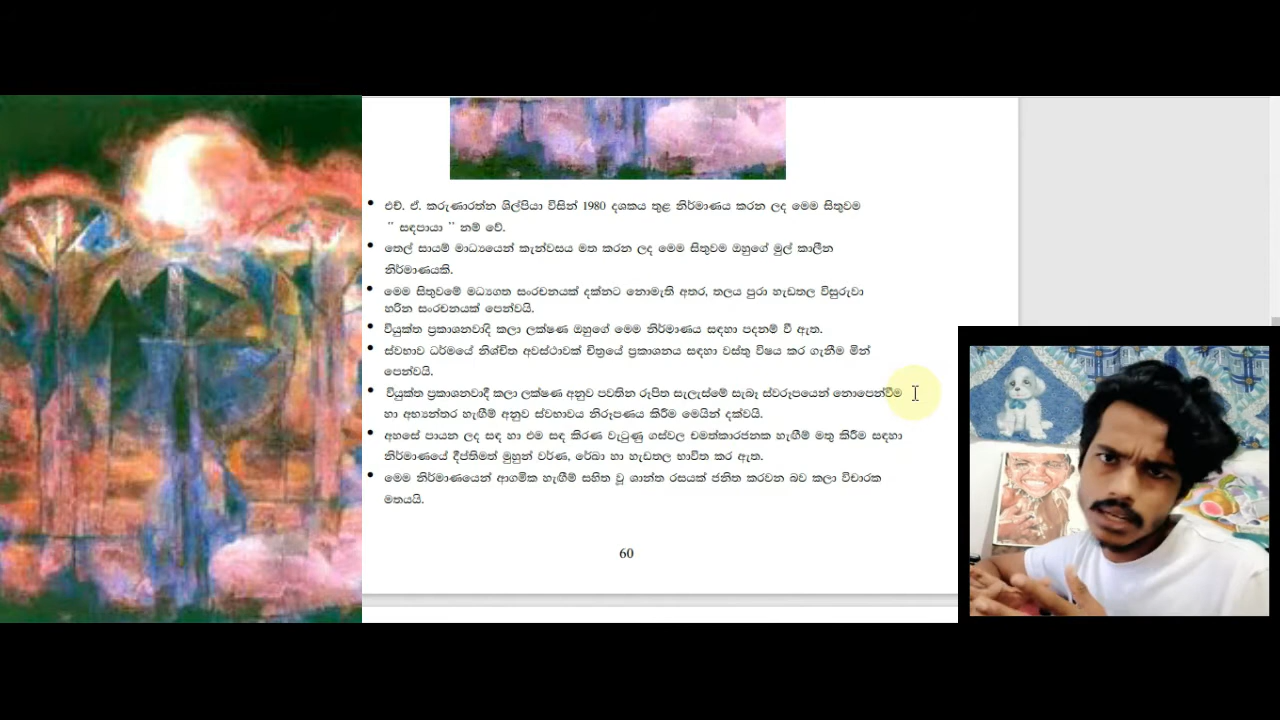 එච්. ඒ. කරුණාරත්න ශිල්පියා විසින් 1980 දශකය තුළ නිර්මාණය කරන ලද මෙම සිතුවම
" සඳපායා " නම් වේ.
තෙල් සායම් මාධ්‍යයෙන් කැන්වසය මත කරන ලද මෙම සිතුවම ඔහුගේ මුල් කාලීන
නිර්මාණයකි.
මෙම සිතුවමේ මධ්‍යගත සංරචනයක් දක්නට නොමැති අතර, තලය පුරා හැඩතල විසුරුවා
හරින සංරචනයක් පෙන්වයි.
වියුක්ත ප්‍රකාශනවාදි කලා ලක්ෂණ ඔහුගේ මෙම නිර්මාණය සඳහා පදනම් වී ඇත.
ස්වභාව ධර්මයේ නිශ්චිත අවස්ථාවක් චිත්‍රයේ ප්‍රකාශනය සඳහා වස්තු විෂය කර ගැනීම මින්
පෙන්වයි.
වියුක්ත ප්‍රකාශනවාදී කලා ලක්ෂණ අනුව පවතින රූපිත සැලැස්මේ සැබෑ ස්වරූපයෙන් නොපෙන්වීම
හා අභ්‍යන්තර හැඟීම් අනුව ස්වභාවය නිරූපණය කිරීම මෙයින් දක්වයි.
අහසේ පායන ලද සඳ හා එම සඳ කිරණ වැටුණු ගස්වල චමත්කාරජනක හැඟීම් මතු කිරීම සඳහා
නිර්මාණයේ දීප්තිමත් මුහුන් වර්ණ, රේඛා හා හැඩතල භාවිත කර ඇත.
මෙම නිර්මාණයෙන් ආගමික හැඟීම් සහිත වූ ශාන්ත රසයක් ජනිත කරවන බව කලා විචාරක
මතයයි.
60